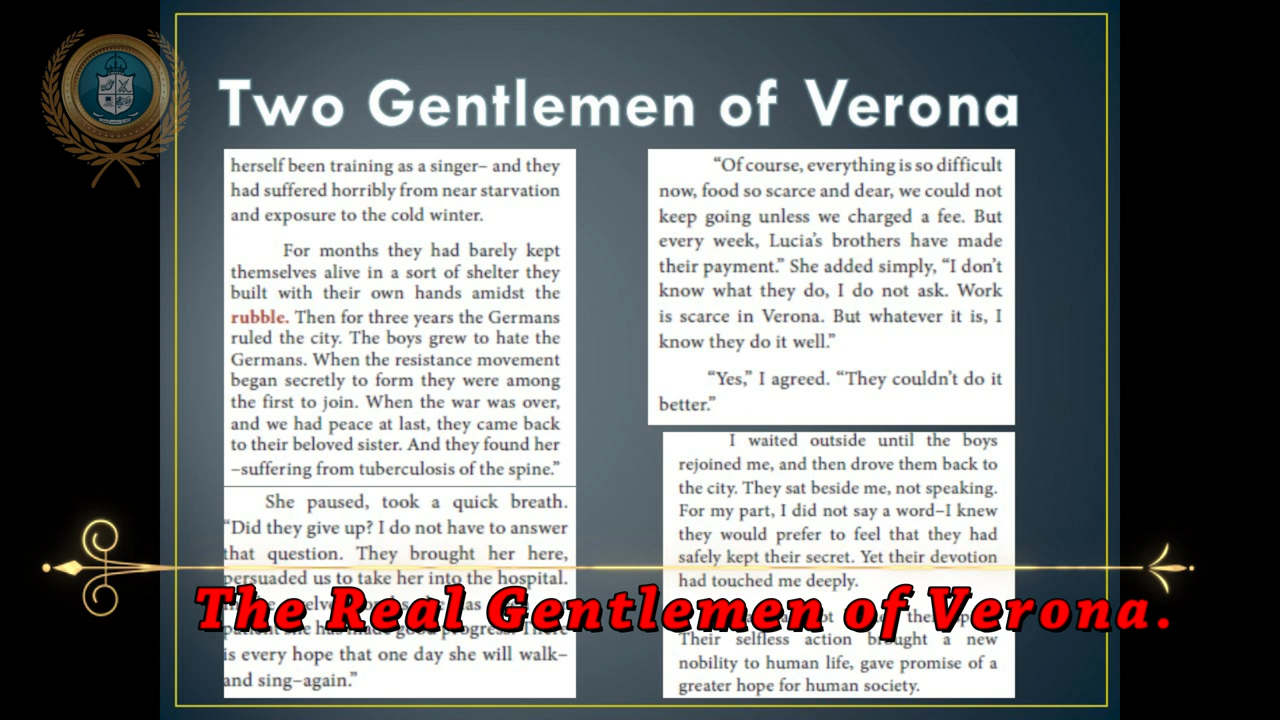 Two Gentlemen of Verona
herself been training as a singer– and they
had suffered horribly from near starvation
and exposure to the cold winter.
For months they had barely kept
themselves alive in a sort of shelter they
built with their own hands amidst the
rubble. Then for three years the Germans
ruled the city. The boys grew to hate the
Germans. When the resistance movement
began secretly to form they were among
the first to join. When the war was over,
and we had peace at last, they came back
to their beloved sister. And they found her
–suffering from tuberculosis of the spine.”
She paused, took a quick breath.
“Did they give up? I do not have to answer
that question. They brought her here,
persuaded us to take her into the hospital.
she has made good progress. There
is every hope that one day she will walk–
and sing–again.”
“Of course, everything is so difficult
now, food so scarce and dear, we could not
keep going unless we charged a fee. But
every week, Lucia’s brothers have made
their payment.” She added simply, “I don’t
know what they do, I do not ask. Work
is scarce in Verona. But whatever it is, I
know they do it well.”
“Yes,” I agreed. “They couldn’t do it
better.”
I waited outside until the boys
rejoined me, and then drove them back to
the city. They sat beside me, not speaking.
For my part, I did not say a word–I knew
they would prefer to feel that they had
safely kept their secret. Yet their devotion
had touched me deeply.
Their selfless action brought a new
nobility to human life, gave promise of a
greater hope for human society.
The Real Gentlemen of Verona.